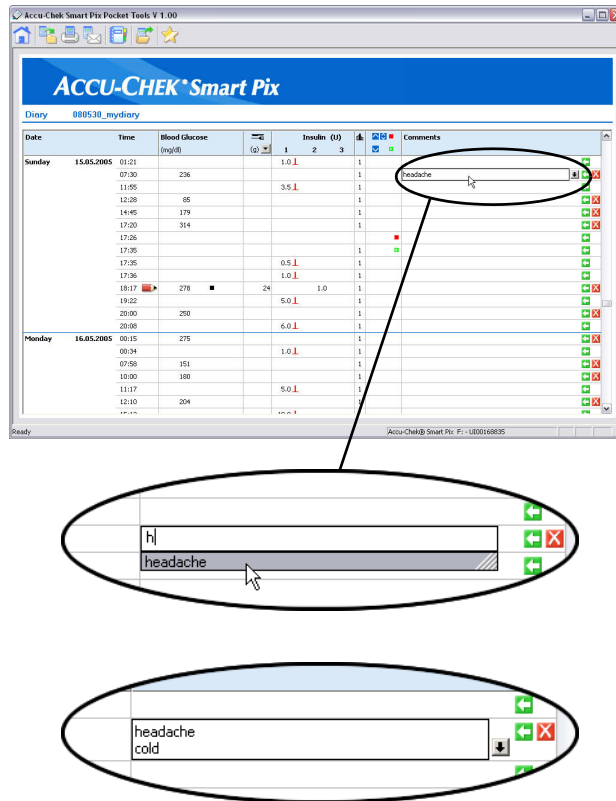 Accu-Chek Smart Pix Pocket Tools V 1.00
ACCU-CHEK® Smart Pix
Diary 080530_mydiary
Date Time Blood Glucose Insulin (U) Comments
(mg/dl) (g) 1 2 3
Sunday 15.05.2005 01:21 1.0 1
07:30 236 1 headache
11:55 3.5 1
12:28 85 1
14:45 179 1
17:20 314 1
17:26
17:35 1
17:35 0.5 1
17:36 1.0 1
18:17 278 24 1.0 1
19:22 5.0 1
20:00 250 1
20:08 6.0 1
Monday 16.05.2005 00:15 275 1
00:34 1.0 1
07:58 151 1
10:00 180 1
11:17 5.0 1
12:10 204 1
Ready Accu-Chek® Smart Pix F: - UI00168835
h
headache
headache
cold